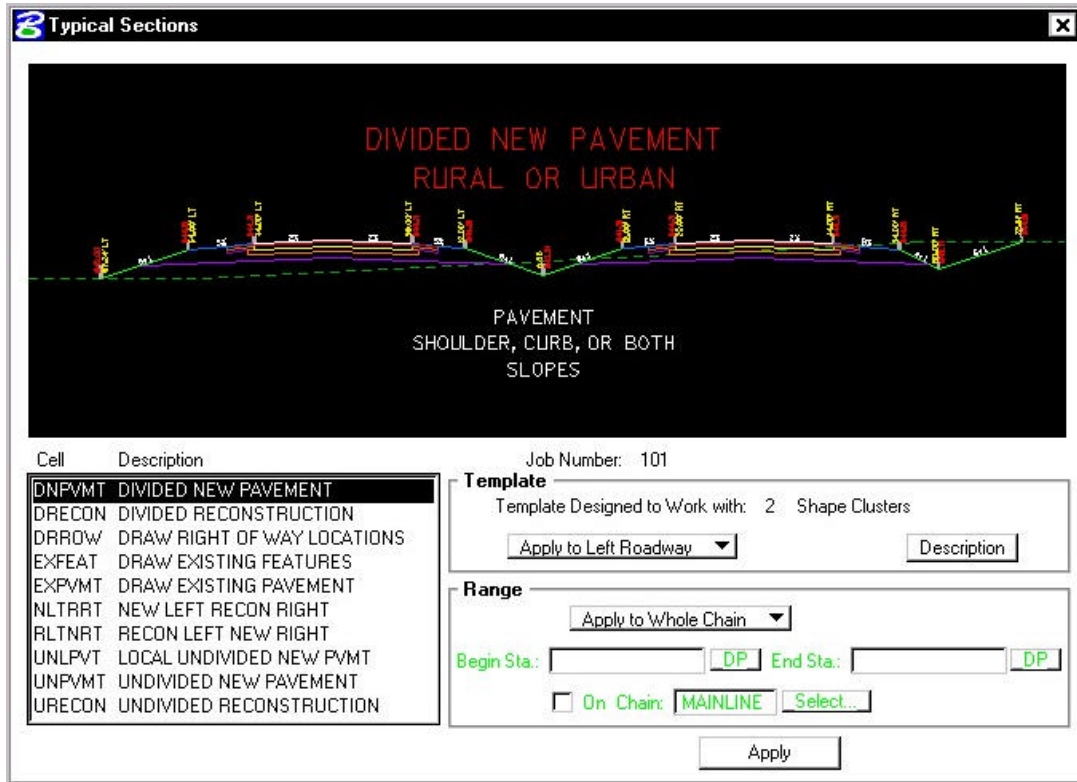 Typical Sections
DIVIDED NEW PAVEMENT
RURAL OR URBAN
PAVEMENT
SHOULDER, CURB, OR BOTH
SLOPES
Cell Description
Job Number: 101
DNPVMT DIVIDED NEW PAVEMENT
DRECON DIVIDED RECONSTRUCTION
DRROW DRAW RIGHT OF WAY LOCATIONS
EXFEAT DRAW EXISTING FEATURES
EXPVMT DRAW EXISTING PAVEMENT
NLTRRT NEW LEFT RECON RIGHT
RLTNRT RECON LEFT NEW RIGHT
UNLPVT LOCAL UNDIVIDED NEW PVMT
UNPVMT UNDIVIDED NEW PAVEMENT
URECON UNDIVIDED RECONSTRUCTION
Template
Template Designed to Work with: 2 Shape Clusters
Apply to Left Roadway
Description
Range
Apply to Whole Chain
Begin Sta.: DP End Sta.: DP
On Chain: MAINLINE Select...
Apply